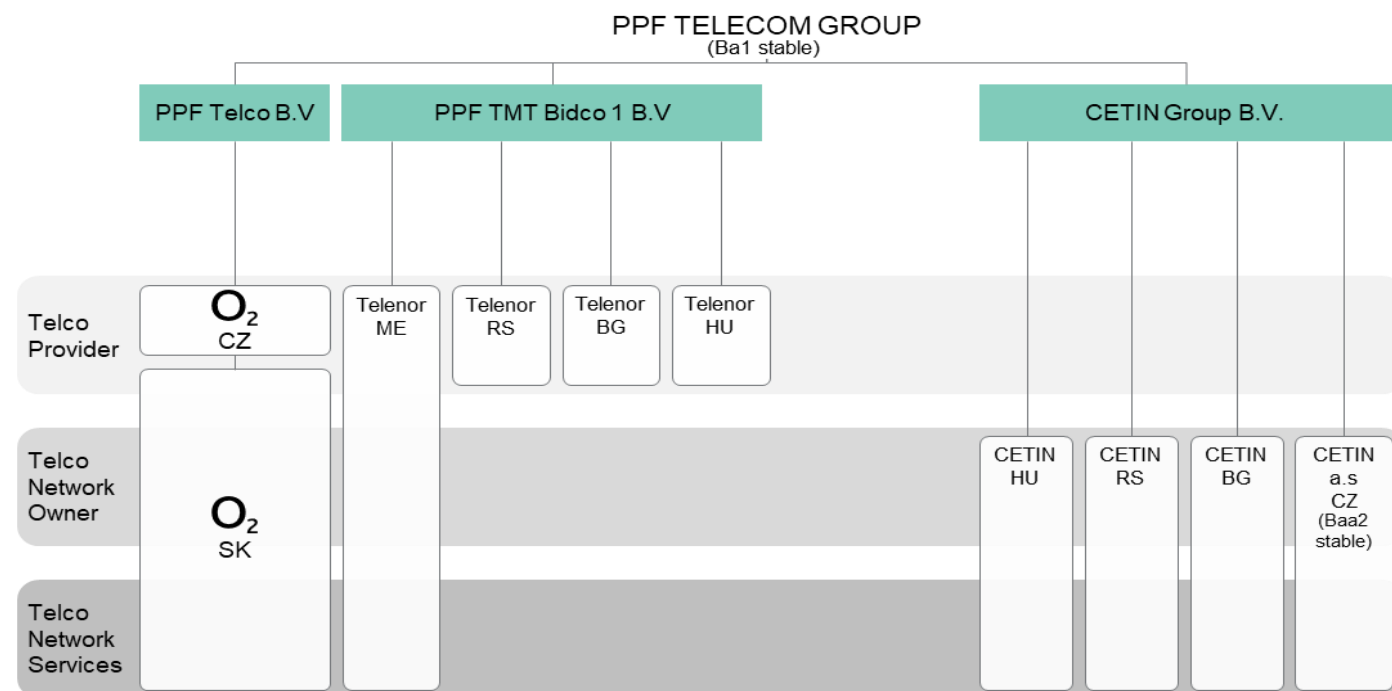 PPF TELECOM GROUP
(Ba1 stable)
PPF Telco B.V
PPF TMT Bidco 1 B.V
CETIN Group B.V.
Telco
Provider
O₂
CZ
Telenor
ME
Telenor
RS
Telenor
BG
Telenor
HU
Telco
Network
Owner
O₂
SK
CETIN
HU
CETIN
RS
CETIN
BG
CETIN
a.s
CZ
(Baa2
stable)
Telco
Network
Services